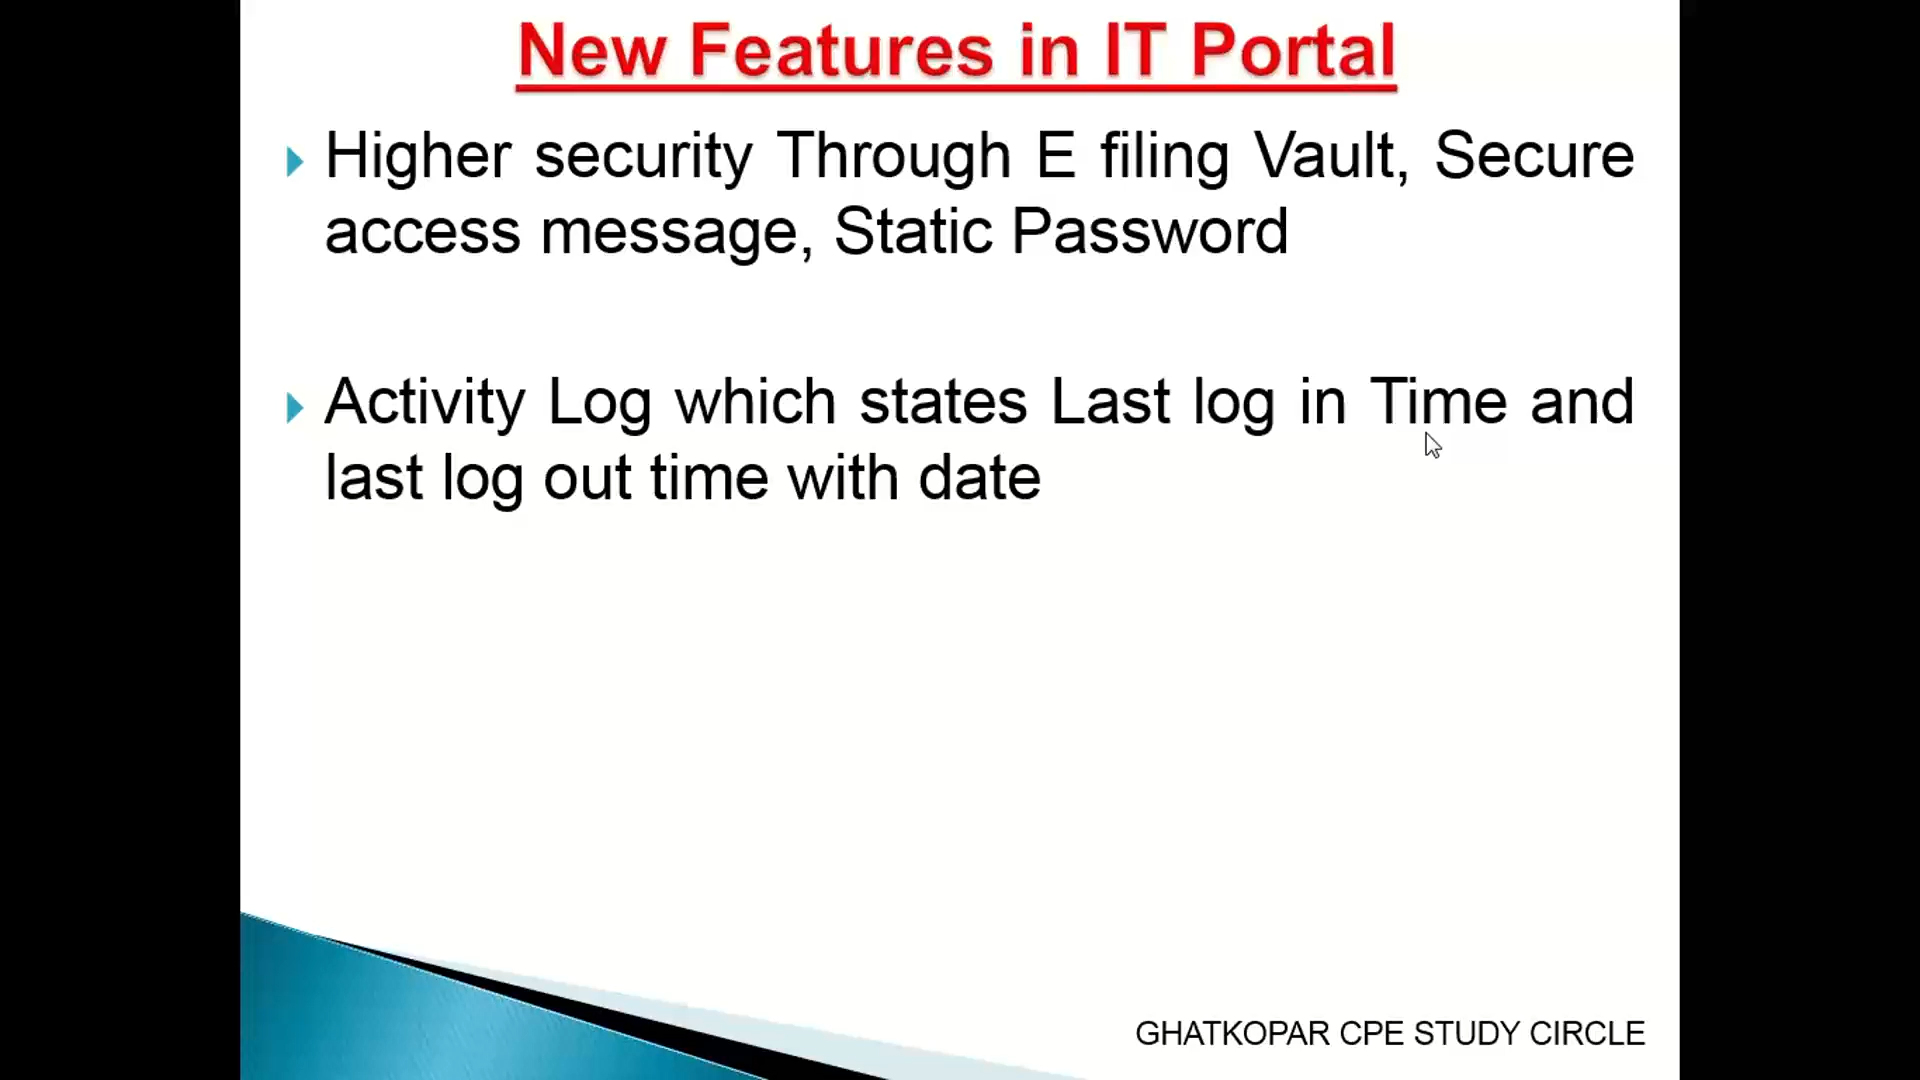 New Features in IT Portal
Higher security Through E filing Vault, Secure
access message, Static Password
Activity Log which states Last log in Time and
last log out time with date
GHATKOPAR CPE STUDY CIRCLE